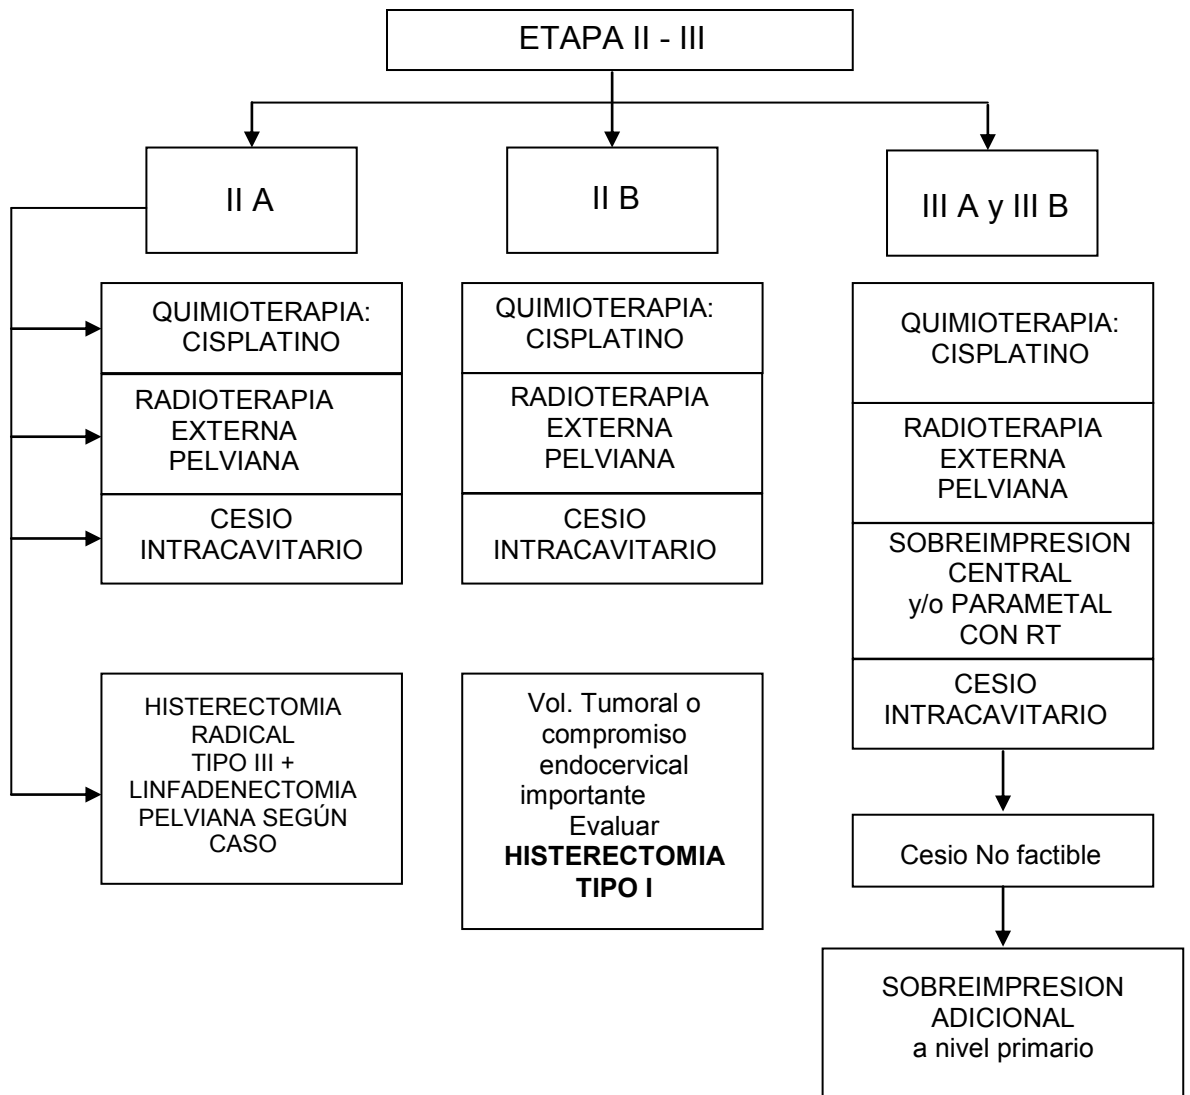 ETAPA II - III
II A
II B
III A y III B
QUIMIOTERAPIA:
CISPLATINO
RADIOTERAPIA
EXTERNA
PELVIANA
CESIO
INTRACAVITARIO
HISTERECTOMIA
RADICAL
TIPO III +
LINFADENECTOMIA
PELVIANA SEGÚN
CASO
QUIMIOTERAPIA:
CISPLATINO
RADIOTERAPIA
EXTERNA
PELVIANA
CESIO
INTRACAVITARIO
Vol. Tumoral o
compromiso
endocervical
importante
Evaluar
HISTERECTOMIA
TIPO I
QUIMIOTERAPIA:
CISPLATINO
RADIOTERAPIA
EXTERNA
PELVIANA
SOBREIMPRESION
CENTRAL
y/o PARAMETAL
CON RT
CESIO
INTRACAVITARIO
Cesio No factible
SOBREIMPRESION
ADICIONAL
a nivel primario